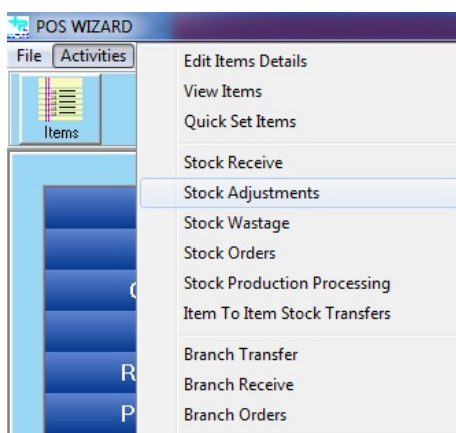 POS WIZARD
File Activities
Items
Edit Items Details
View Items
Quick Set Items
Stock Receive
Stock Adjustments
Stock Wastage
Stock Orders
Stock Production Processing
Item To Item Stock Transfers
Branch Transfer
Branch Receive
Branch Orders